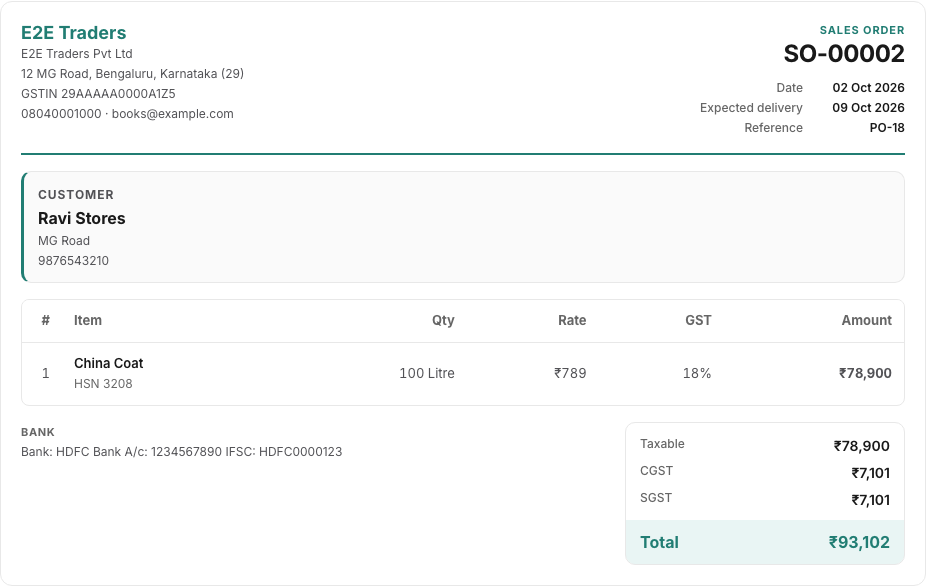 E2E Traders
E2E Traders Pvt Ltd
12 MG Road, Bengaluru, Karnataka (29)
GSTIN 29AAAAA0000A1Z5
08040001000 · books@example.com
SALES ORDER
SO-00002
Date 02 Oct 2026
Expected delivery 09 Oct 2026
Reference PO-18
CUSTOMER
Ravi Stores
MG Road
9876543210
# Item Qty Rate GST Amount
1 China Coat 100 Litre ₹789 18% ₹78,900
HSN 3208
BANK
Bank: HDFC Bank A/c: 1234567890 IFSC: HDFC0000123
Taxable ₹78,900
CGST ₹7,101
SGST ₹7,101
Total ₹93,102